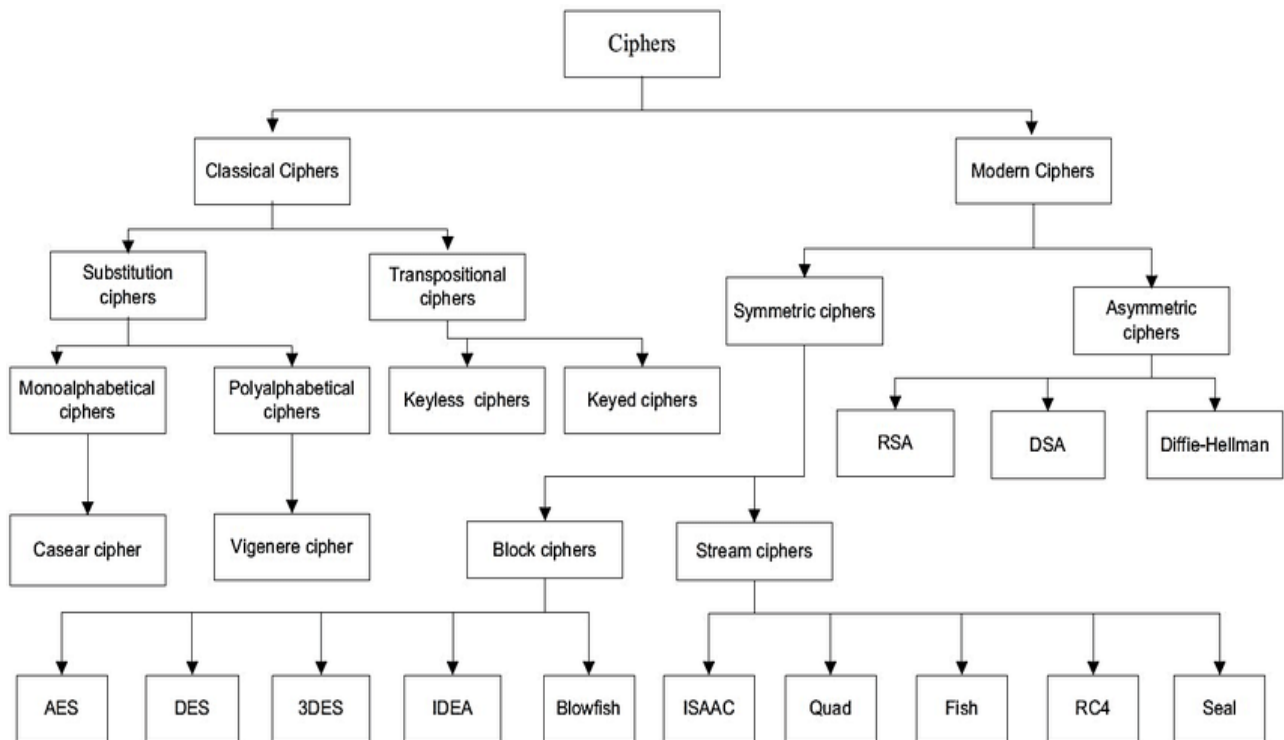 Ciphers
Classical Ciphers
Modern Ciphers
Substitution
ciphers
Transpositional
ciphers
Symmetric ciphers
Asymmetric
ciphers
Monoalphabetical
ciphers
Polyalphabetical
ciphers
Keyless ciphers
Keyed ciphers
RSA
DSA
Diffie-Hellman
Casear cipher
Vigenere cipher
Block ciphers
Stream ciphers
AES
DES
3DES
IDEA
Blowfish
ISAAC
Quad
Fish
RC4
Seal